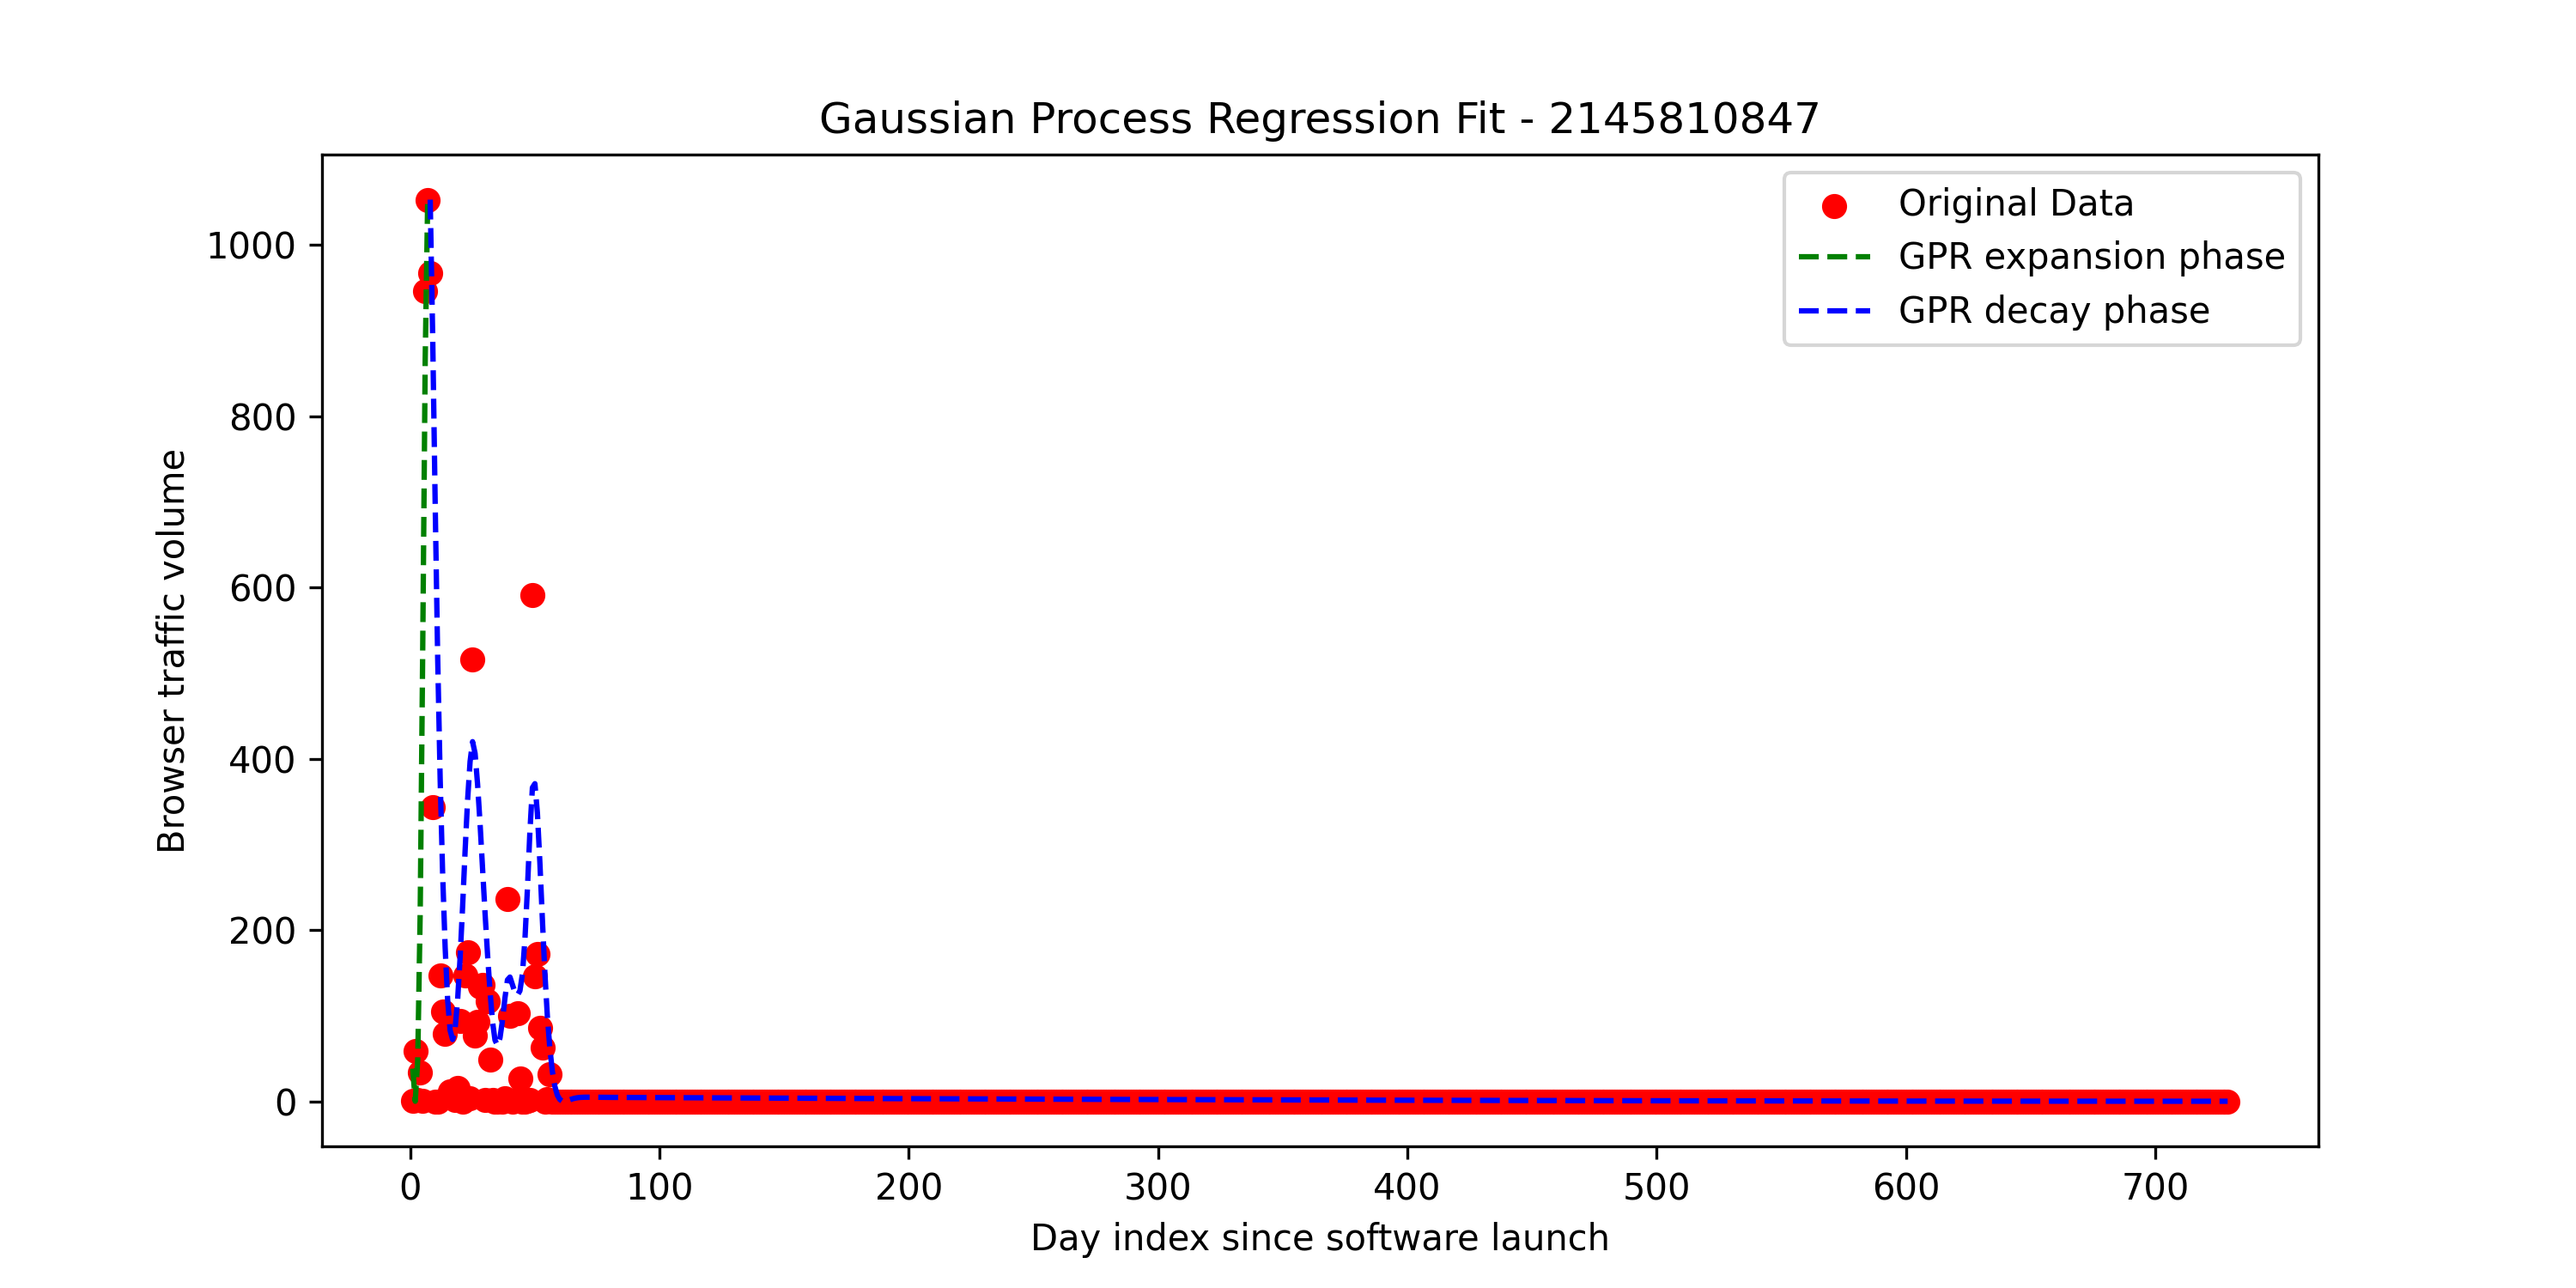 Gaussian Process Regression Fit - 2145810847
Original Data
GPR expansion phase
GPR decay phase
Browser traffic volume
1000
800
600
400
200
0
0 100 200 300 400 500 600 700
Day index since software launch